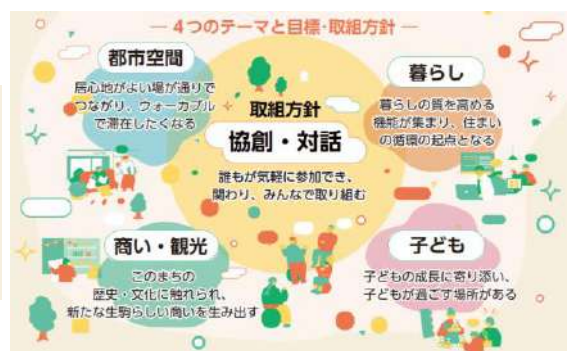 4つのテーマと目標・取組方針
都市空間
居心地がよい場が通りで
つながり、ウォーカブル
で滞在したくなる
暮らし
暮らしの質を高める
機能が集まり、住まい
の循環の起点となる
取組方針
協創・対話
誰もが気軽に参加でき、
関わり、みんなで取り組む
商い・観光
このまちの
歴史・文化に触れられ、
新たな生駒らしい商いを生み出す
子ども
子どもの成長に寄り添い、
子どもが過ごす場所がある